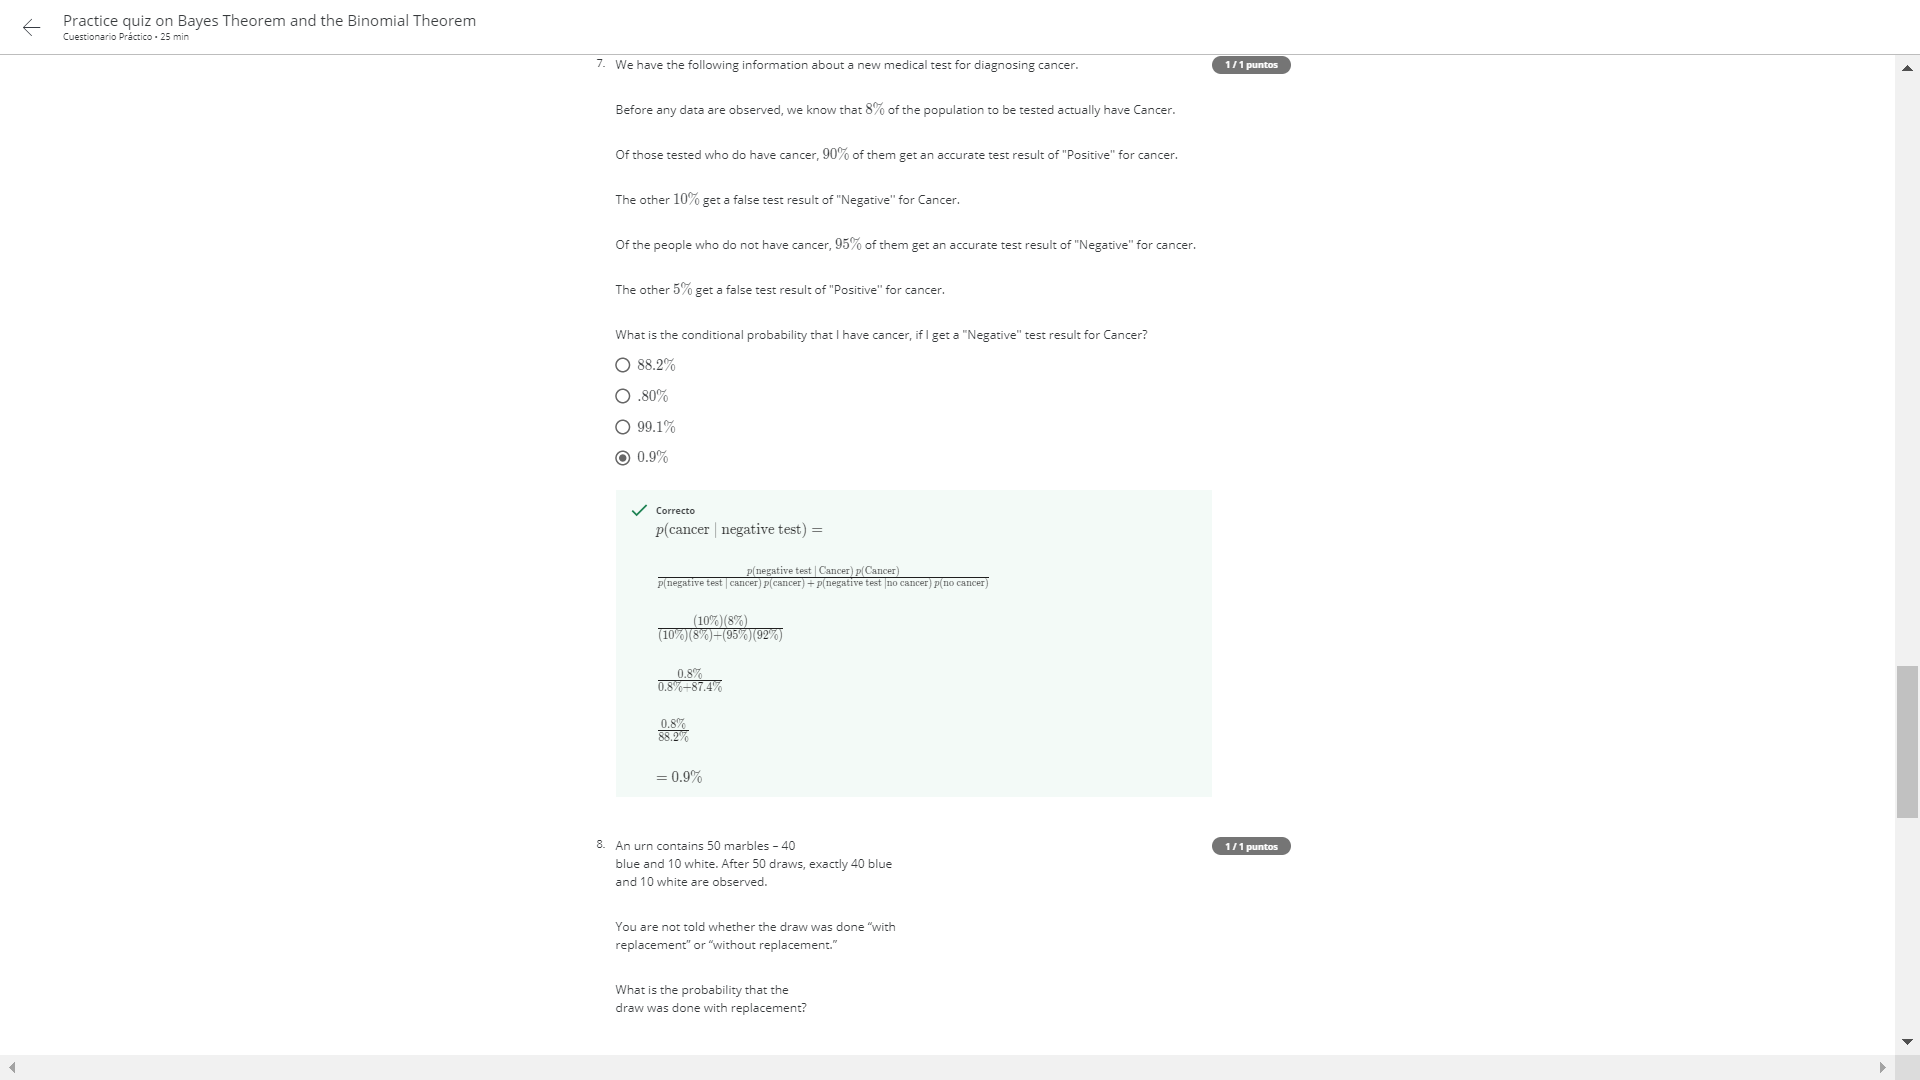 Practice quiz on Bayes Theorem and the Binomial Theorem
Cuestionario Práctico • 25 min
7. We have the following information about a new medical test for diagnosing cancer.
1 / 1 puntos
Before any data are observed, we know that 8% of the population to be tested actually have Cancer.
Of those tested who do have cancer, 90% of them get an accurate test result of "Positive" for cancer.
The other 10% get a false test result of "Negative" for Cancer.
Of the people who do not have cancer, 95% of them get an accurate test result of "Negative" for cancer.
The other 5% get a false test result of "Positive" for cancer.
What is the conditional probability that I have cancer, if I get a "Negative" test result for Cancer?
88.2%
.80%
99.1%
0.9%
Correcto
p(cancer | negative test) =
p(negative test | Cancer) p(Cancer)
p(negative test | cancer) p(cancer) + p(negative test |no cancer) p(no cancer)
(10%)(8%)
(10%)(8%)+(95%)(92%)
0.8%
0.8%+87.4%
0.8%
88.2%
= 0.9%
8. An urn contains 50 marbles – 40
1 / 1 puntos
blue and 10 white. After 50 draws, exactly 40 blue
and 10 white are observed.
You are not told whether the draw was done “with
replacement” or “without replacement.”
What is the probability that the
draw was done with replacement?